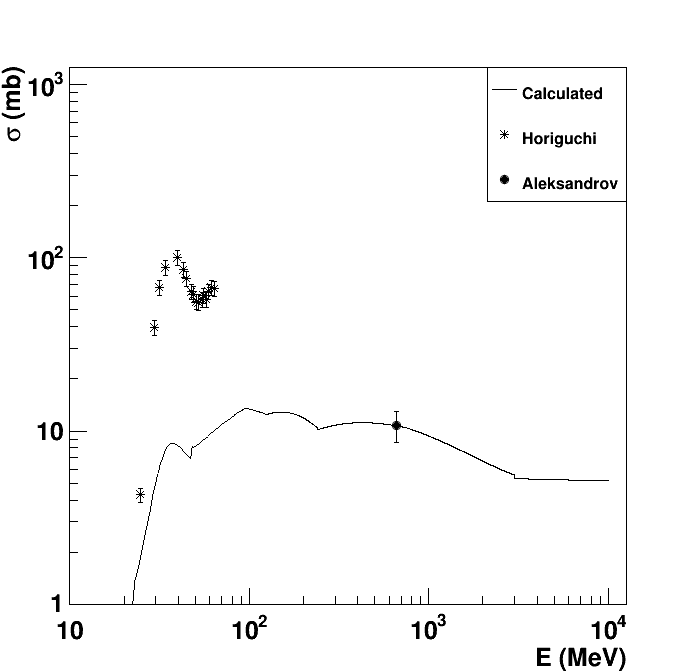 σ (mb)
10³
10²
10
1
10
10²
10³
10⁴
E (MeV)
Calculated
Horiguchi
Aleksandrov